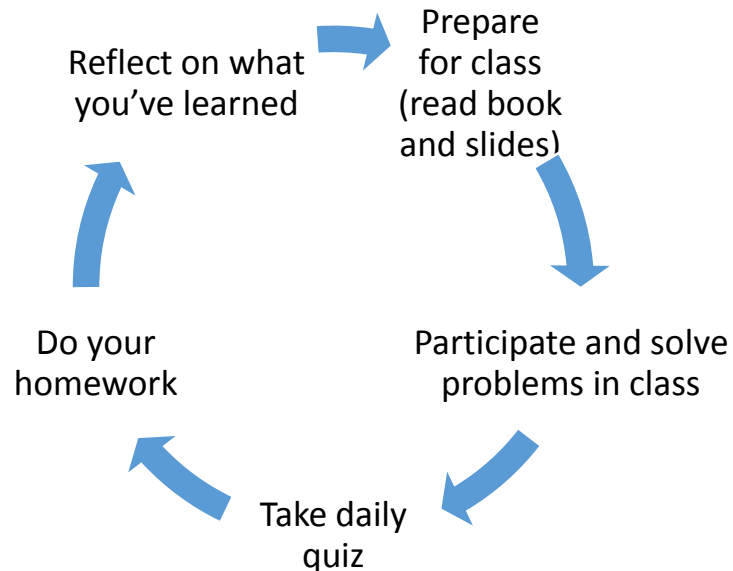 Prepare
for class
(read book
and slides)
Participate and solve
problems in class
Take daily
quiz
Do your
homework
Reflect on what
you’ve learned